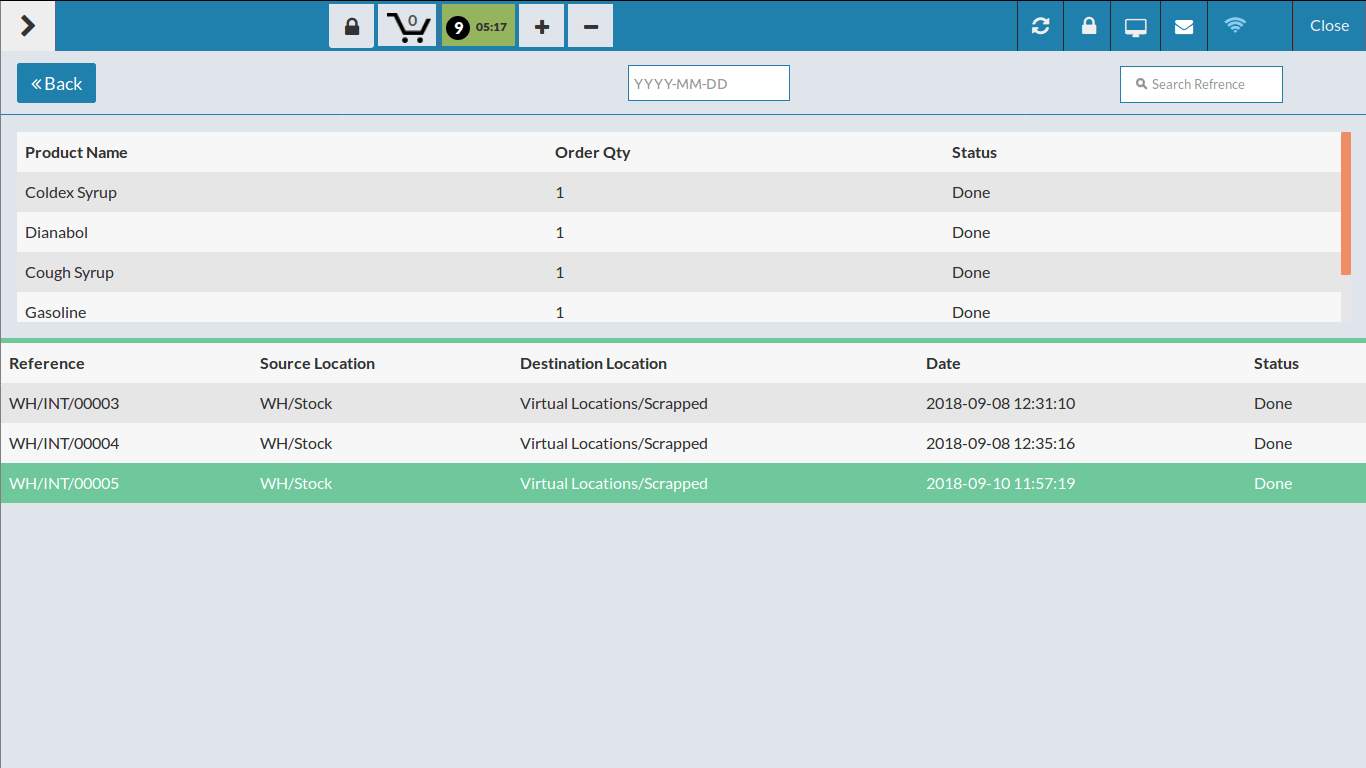 0 9 05:17 Close
Back YYYY-MM-DD Search Refrence
Product Name Order Qty Status
Coldex Syrup 1 Done
Dianabol 1 Done
Cough Syrup 1 Done
Gasoline 1 Done
Reference Source Location Destination Location Date Status
WH/INT/00003 WH/Stock Virtual Locations/Scrapped 2018-09-08 12:31:10 Done
WH/INT/00004 WH/Stock Virtual Locations/Scrapped 2018-09-08 12:35:16 Done
WH/INT/00005 WH/Stock Virtual Locations/Scrapped 2018-09-10 11:57:19 Done